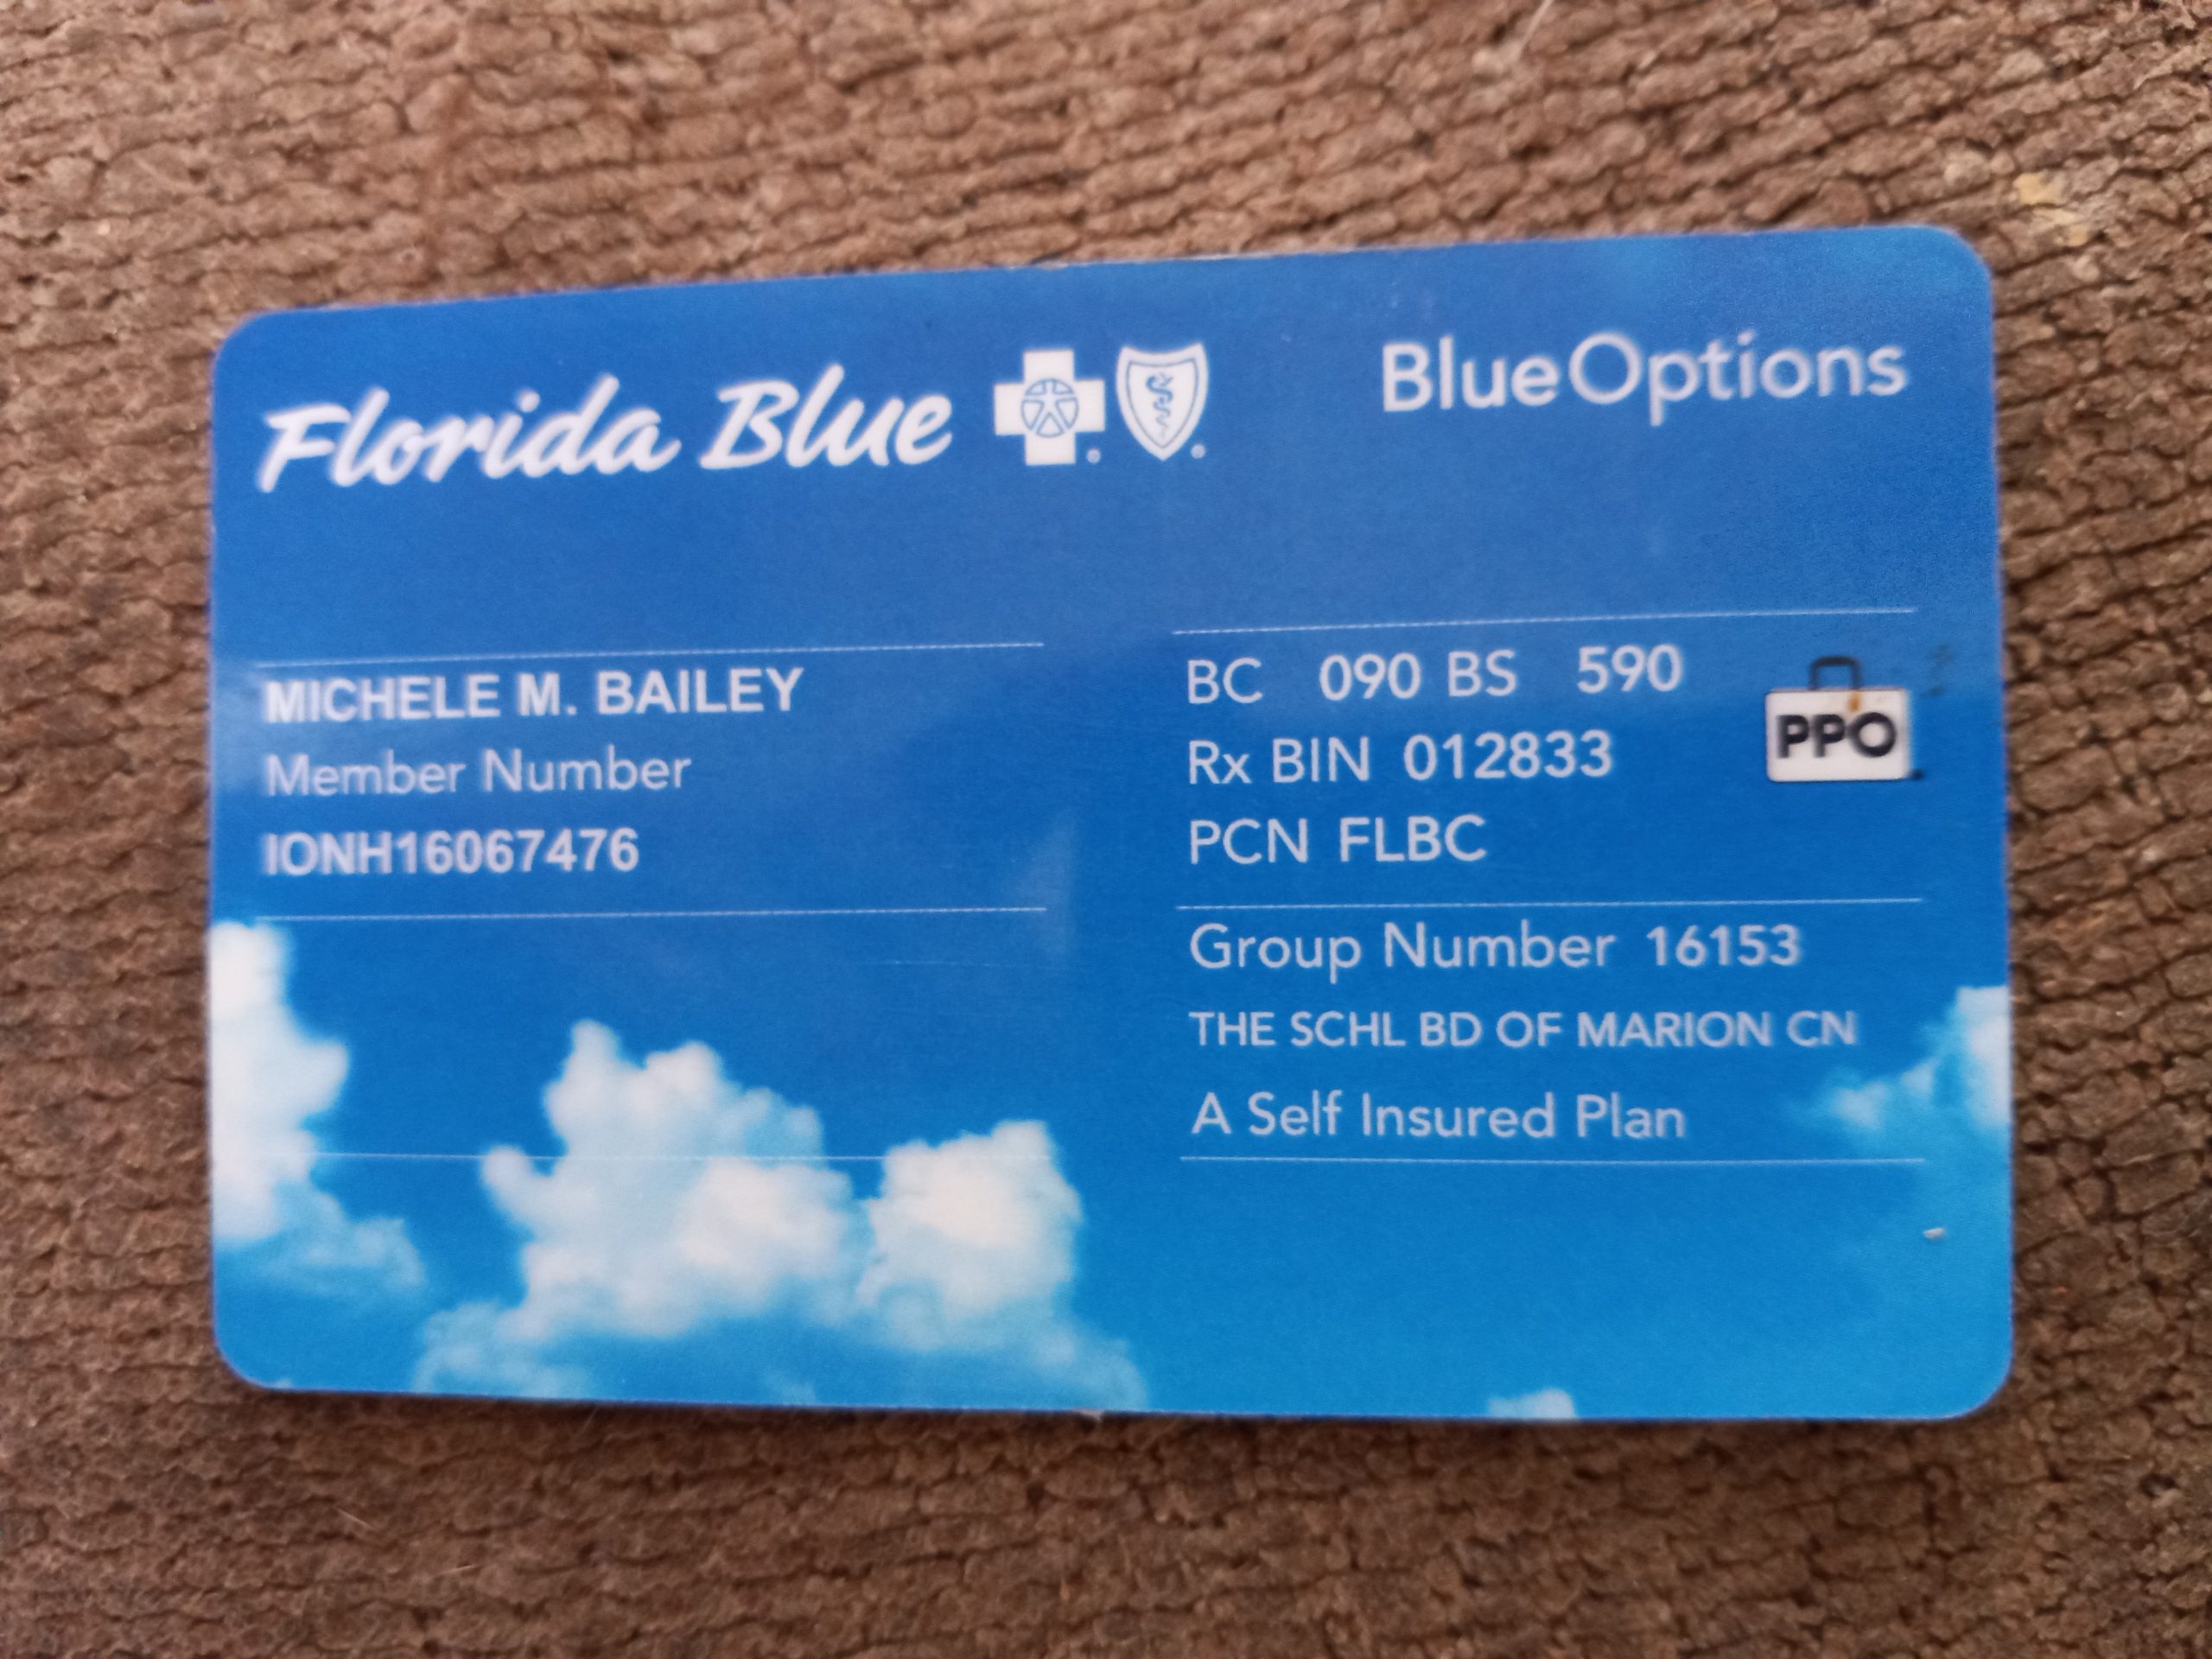 Florida Blue
BlueOptions
MICHELE M. BAILEY
Member Number
IONH16067476
BC 090 BS 590
Rx BIN 012833
PCN FLBC
PPO
Group Number 16153
THE SCHL BD OF MARION CN
A Self Insured Plan